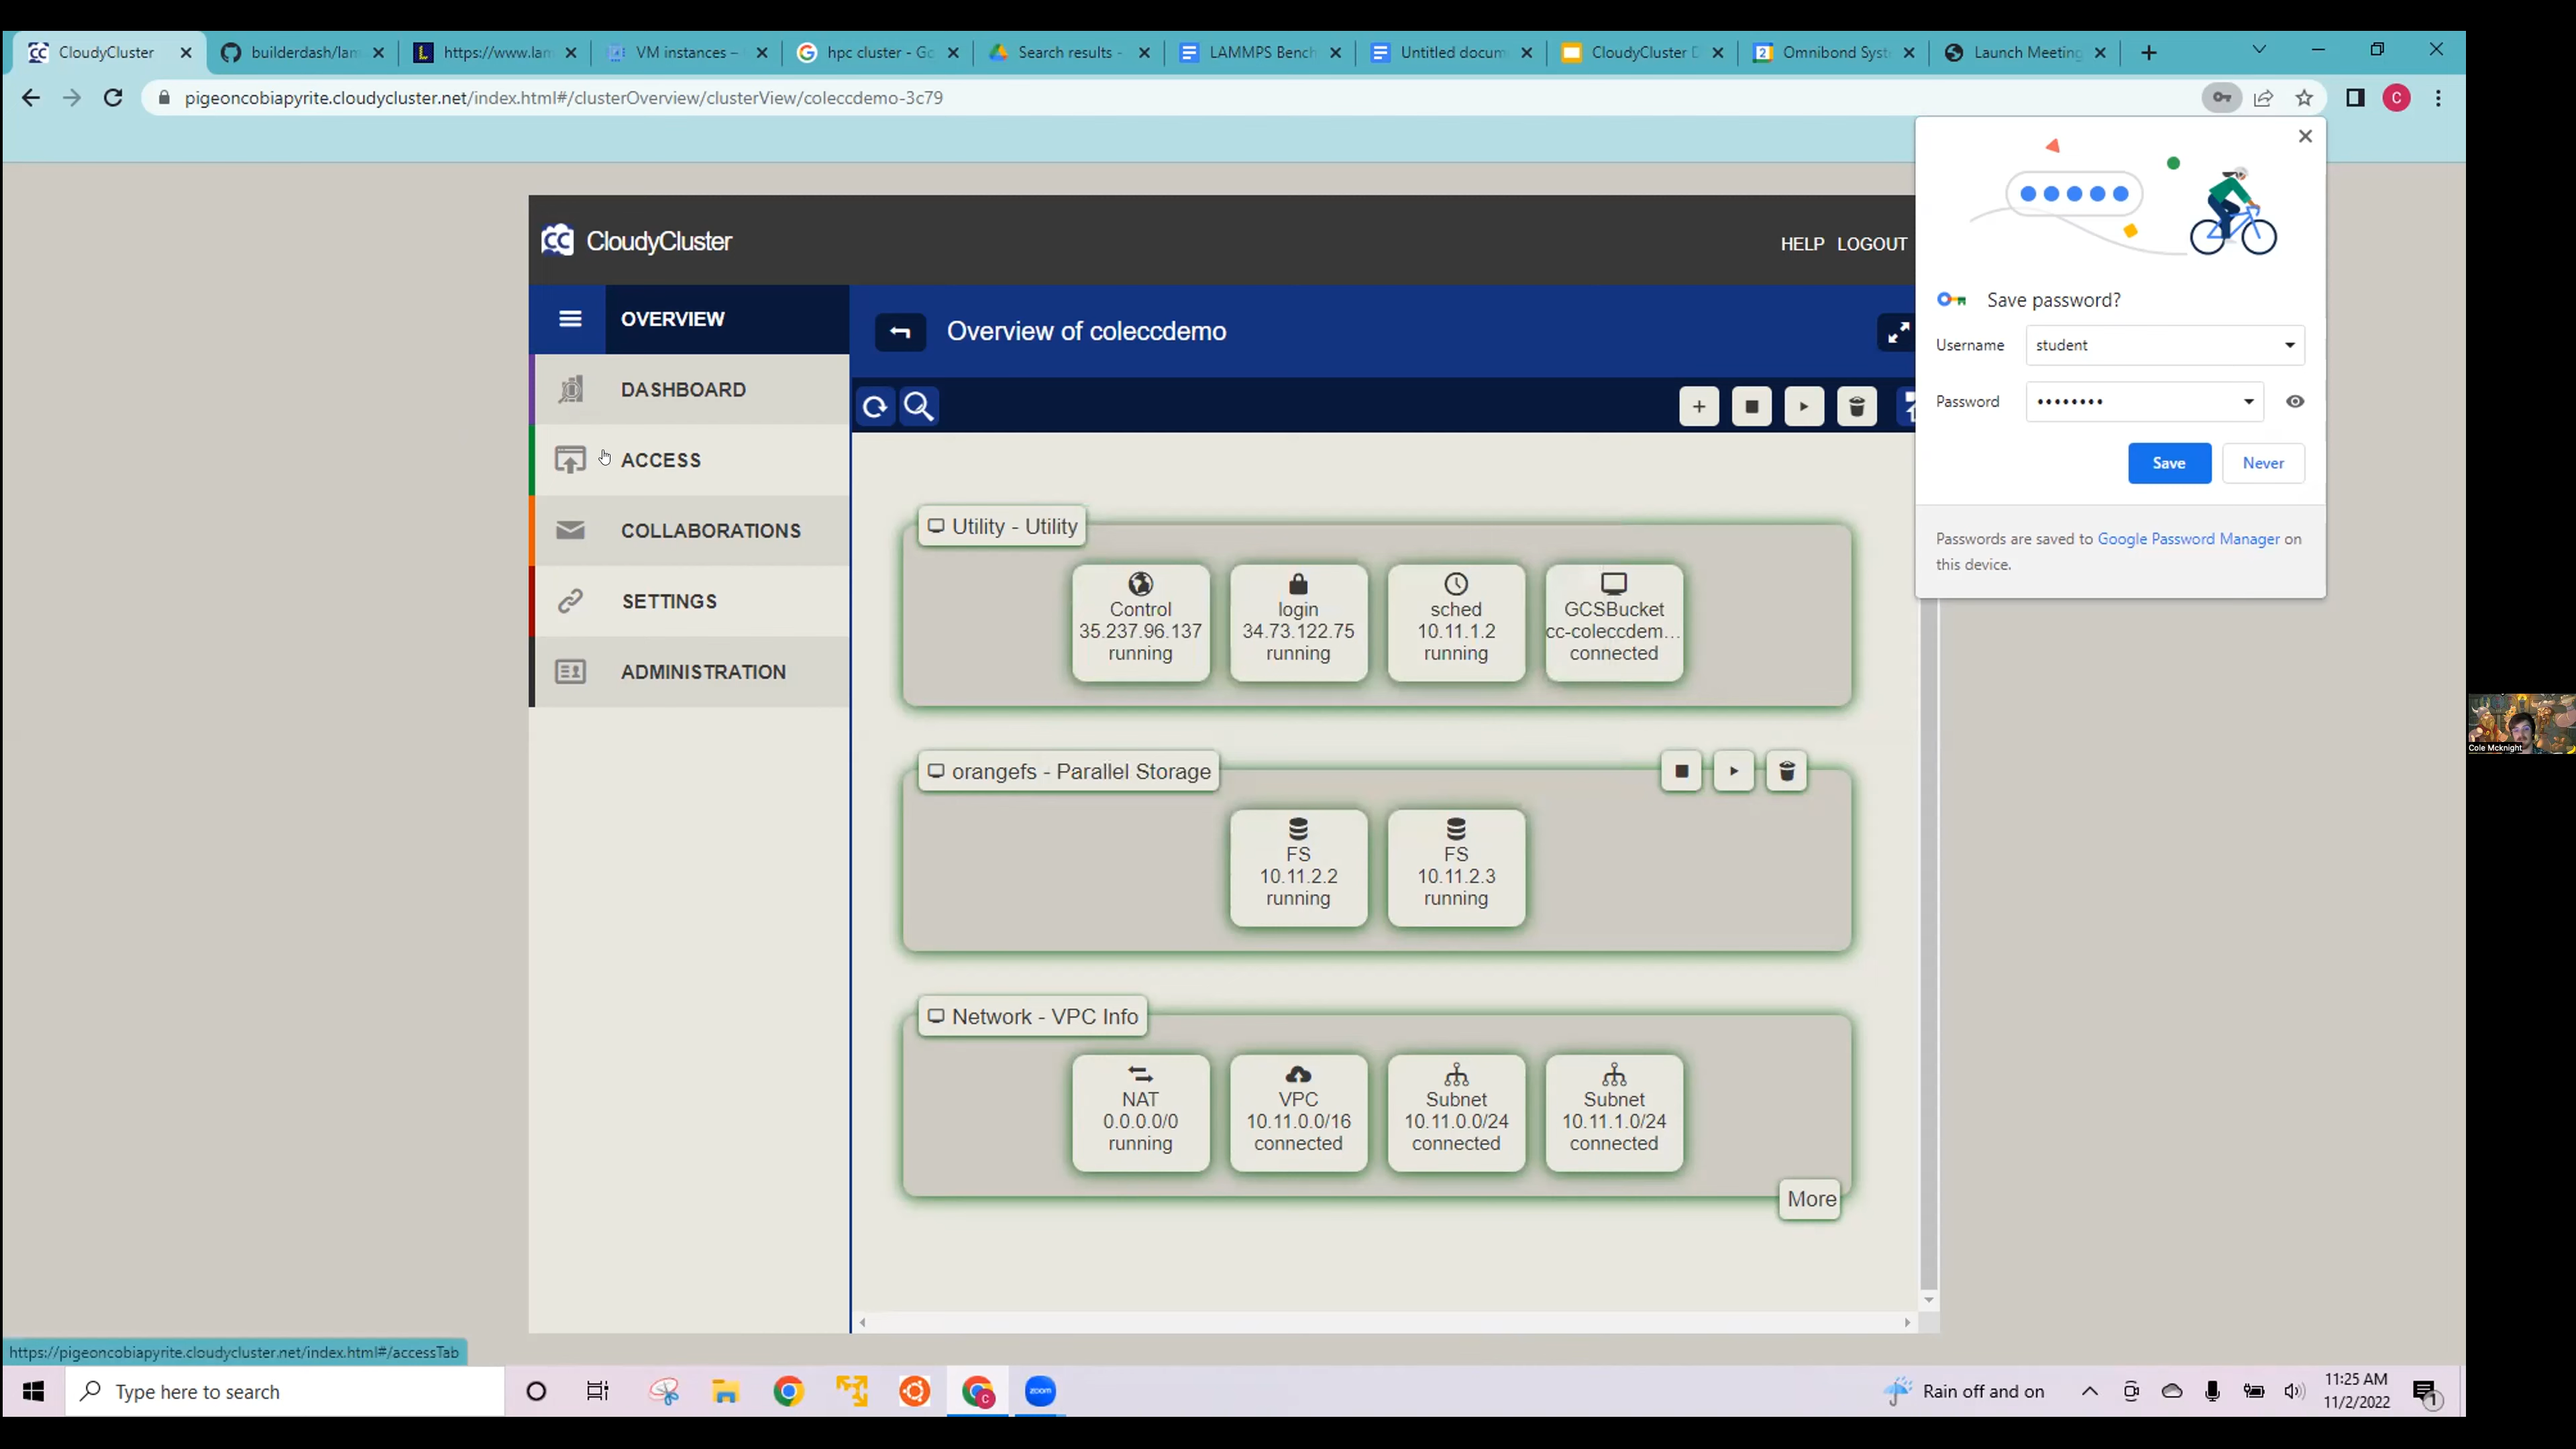 CloudyCluster
builderdash/lam
https://www.lam
VM instances –
hpc cluster - Go
Search results -
LAMMPS Bench
Untitled docum
CloudyCluster D
Omnibond Syst
Launch Meeting
pigeoncobiapyrite.cloudycluster.net/index.html#/clusterOverview/clusterView/coleccdemo-3c79
C
CC CloudyCluster
HELP LOGOUT
OVERVIEW
DASHBOARD
ACCESS
COLLABORATIONS
SETTINGS
ADMINISTRATION
Overview of coleccdemo
Save password?
Username student
Password ••••••••
Save Never
Passwords are saved to Google Password Manager on
this device.
Utility - Utility
Control
35.237.96.137
running
login
34.73.122.75
running
sched
10.11.1.2
running
GCSBucket
cc-coleccdem...
connected
orangefs - Parallel Storage
FS
10.11.2.2
running
FS
10.11.2.3
running
Network - VPC Info
NAT
0.0.0.0/0
running
VPC
10.11.0.0/16
connected
Subnet
10.11.0.0/24
connected
Subnet
10.11.1.0/24
connected
More
Cole Mcknight
https://pigeoncobiapyrite.cloudycluster.net/index.html#/accessTab
Type here to search
zoom
Rain off and on
11:25 AM
11/2/2022
1